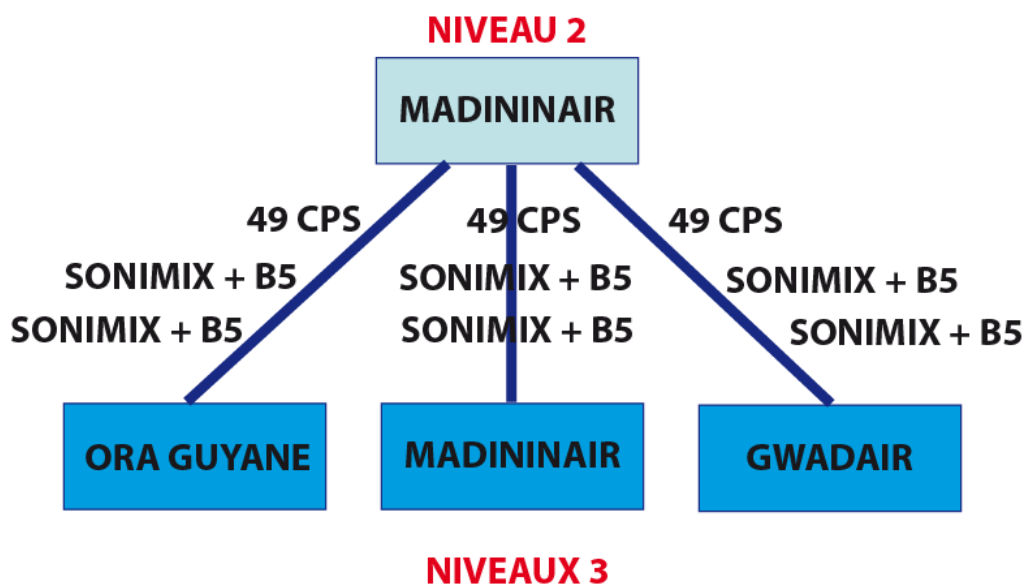 NIVEAU 2
MADININAIR
49 CPS 49 CPS 49 CPS
SONIMIX + B5 SONIMIX + B5 SONIMIX + B5
SONIMIX + B5 SONIMIX + B5 SONIMIX + B5
ORA GUYANE MADININAIR GWADAIR
NIVEAUX 3